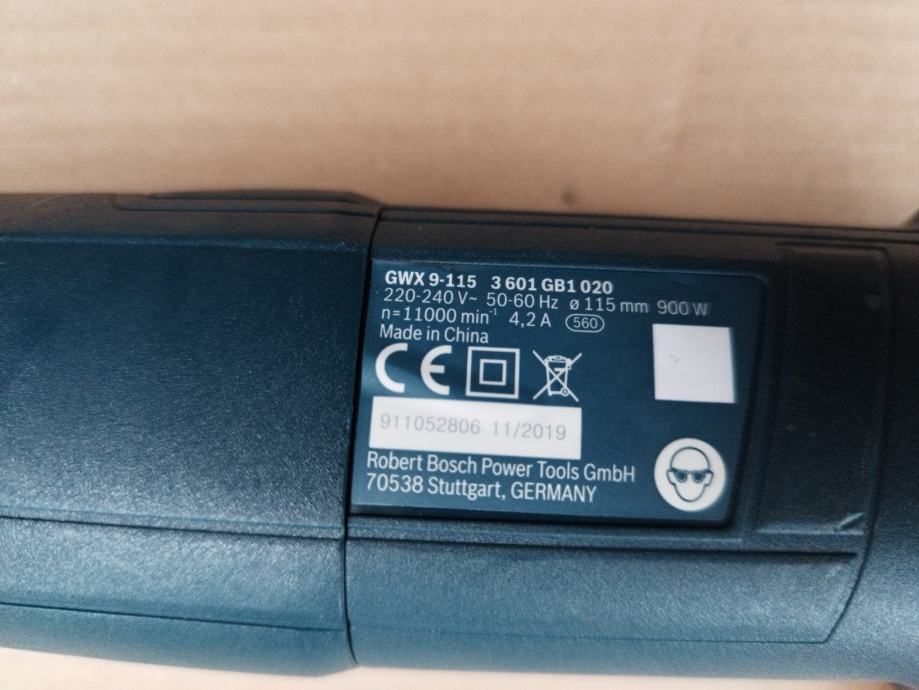 GWX 9-115 3 601 GB1 020
220-240 V~ 50-60 Hz ø 115 mm 900 W
n=11000 min⁻¹ 4,2 A 560
Made in China
CE
911052806 11/2019
Robert Bosch Power Tools GmbH
70538 Stuttgart, GERMANY